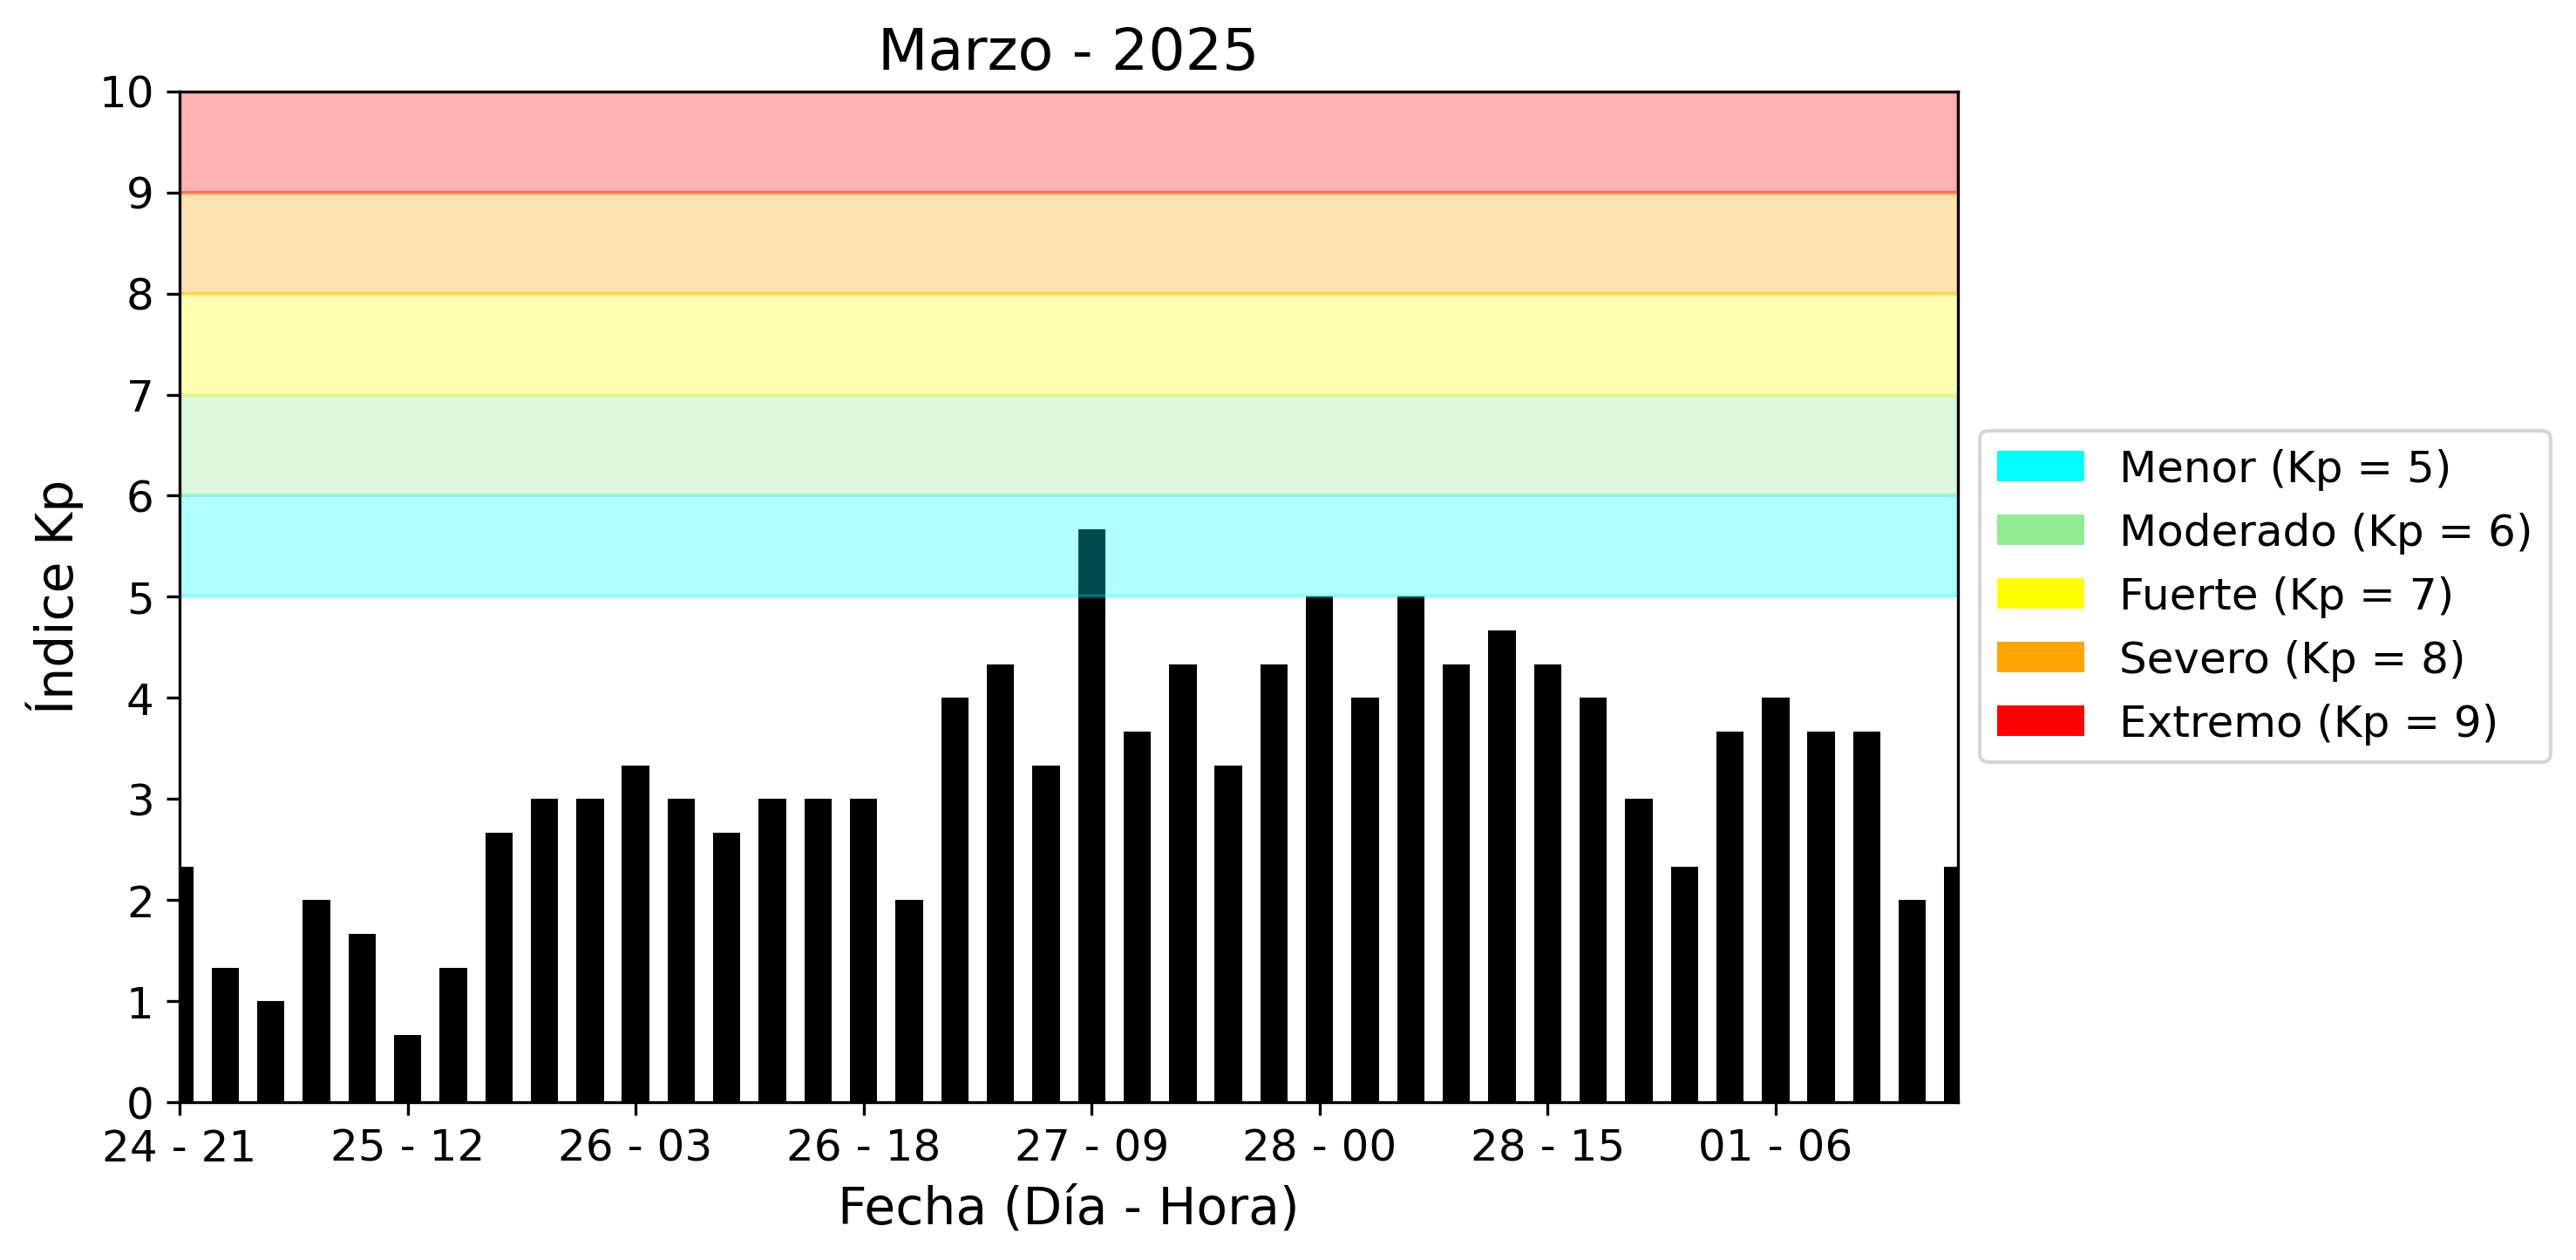 Marzo - 2025
Índice Kp
10
9
8
7
6
5
4
3
2
1
0
24 - 21
25 - 12
26 - 03
26 - 18
27 - 09
28 - 00
28 - 15
01 - 06
Fecha (Día - Hora)
Menor (Kp = 5)
Moderado (Kp = 6)
Fuerte (Kp = 7)
Severo (Kp = 8)
Extremo (Kp = 9)